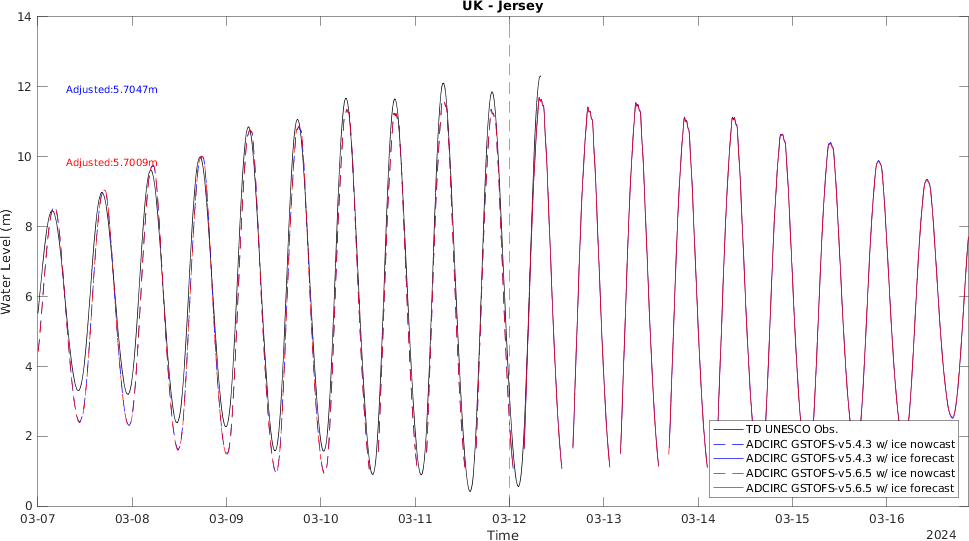 UK - Jersey
14
12
10
8
6
4
2
0
Water Level (m)
Adjusted:5.7047m
Adjusted:5.7009m
TD UNESCO Obs.
ADCIRC GSTOFS-v5.4.3 w/ ice nowcast
ADCIRC GSTOFS-v5.4.3 w/ ice forecast
ADCIRC GSTOFS-v5.6.5 w/ ice nowcast
ADCIRC GSTOFS-v5.6.5 w/ ice forecast
03-07 03-08 03-09 03-10 03-11 03-12 03-13 03-14 03-15 03-16
Time
2024